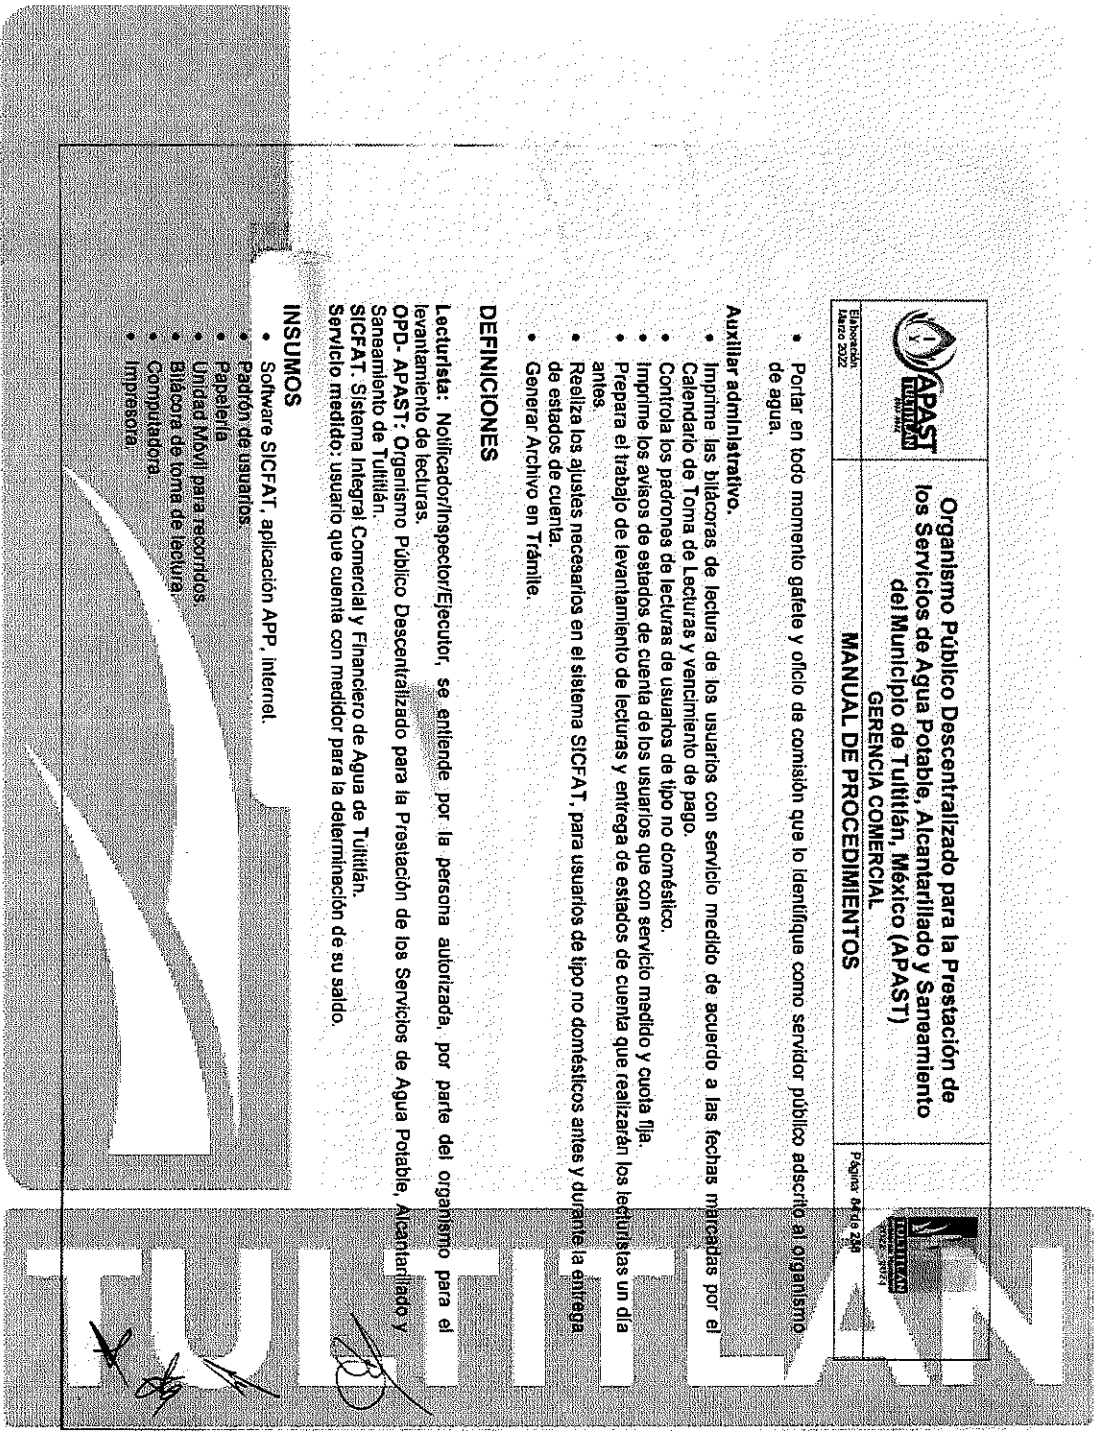 APAST
TULTITLAN
Organismo Público Descentralizado para la Prestación de
los Servicios de Agua Potable, Alcantarillado y Saneamiento
del Municipio de Tultitlán, México (APAST)
GERENCIA COMERCIAL
MANUAL DE PROCEDIMIENTOS
Elaboración
Marzo 2022
Página 84 de 268
TULTITLAN
• Portar en todo momento gafete y oficio de comisión que lo identifique como servidor público adscrito al organismo
de agua.
Auxiliar administrativo.
• Imprime las bitácoras de lectura de los usuarios con servicio medido de acuerdo a las fechas marcadas por el
Calendario de Toma de Lecturas y vencimiento de pago.
• Controla los padrones de lecturas de usuarios de tipo no doméstico.
• Imprime los avisos de estados de cuenta de los usuarios que con servicio medido y cuota fija.
• Prepara el trabajo de levantamiento de lecturas y entrega de estados de cuenta que realizarán los lecturistas un día
antes.
• Realiza los ajustes necesarios en el sistema SICFAT, para usuarios de tipo no domésticos antes y durante la entrega
de estados de cuenta.
• Generar Archivo en Trámite.
DEFINICIONES
Lecturista: Notificador/Inspector/Ejecutor, se entiende por la persona autorizada, por parte del organismo para el
levantamiento de lecturas.
OPD- APAST: Organismo Público Descentralizado para la Prestación de los Servicios de Agua Potable, Alcantarillado y
Saneamiento de Tultitlán.
SICFAT. Sistema Integral Comercial y Financiero de Agua de Tultitlán.
Servicio medido: usuario que cuenta con medidor para la determinación de su saldo.
INSUMOS
• Software SICFAT, aplicación APP, internet.
• Padrón de usuarios
• Papelería
• Unidad Móvil para recorridos.
• Bitácora de toma de lectura.
• Computadora.
• Impresora.
TULTITLAN